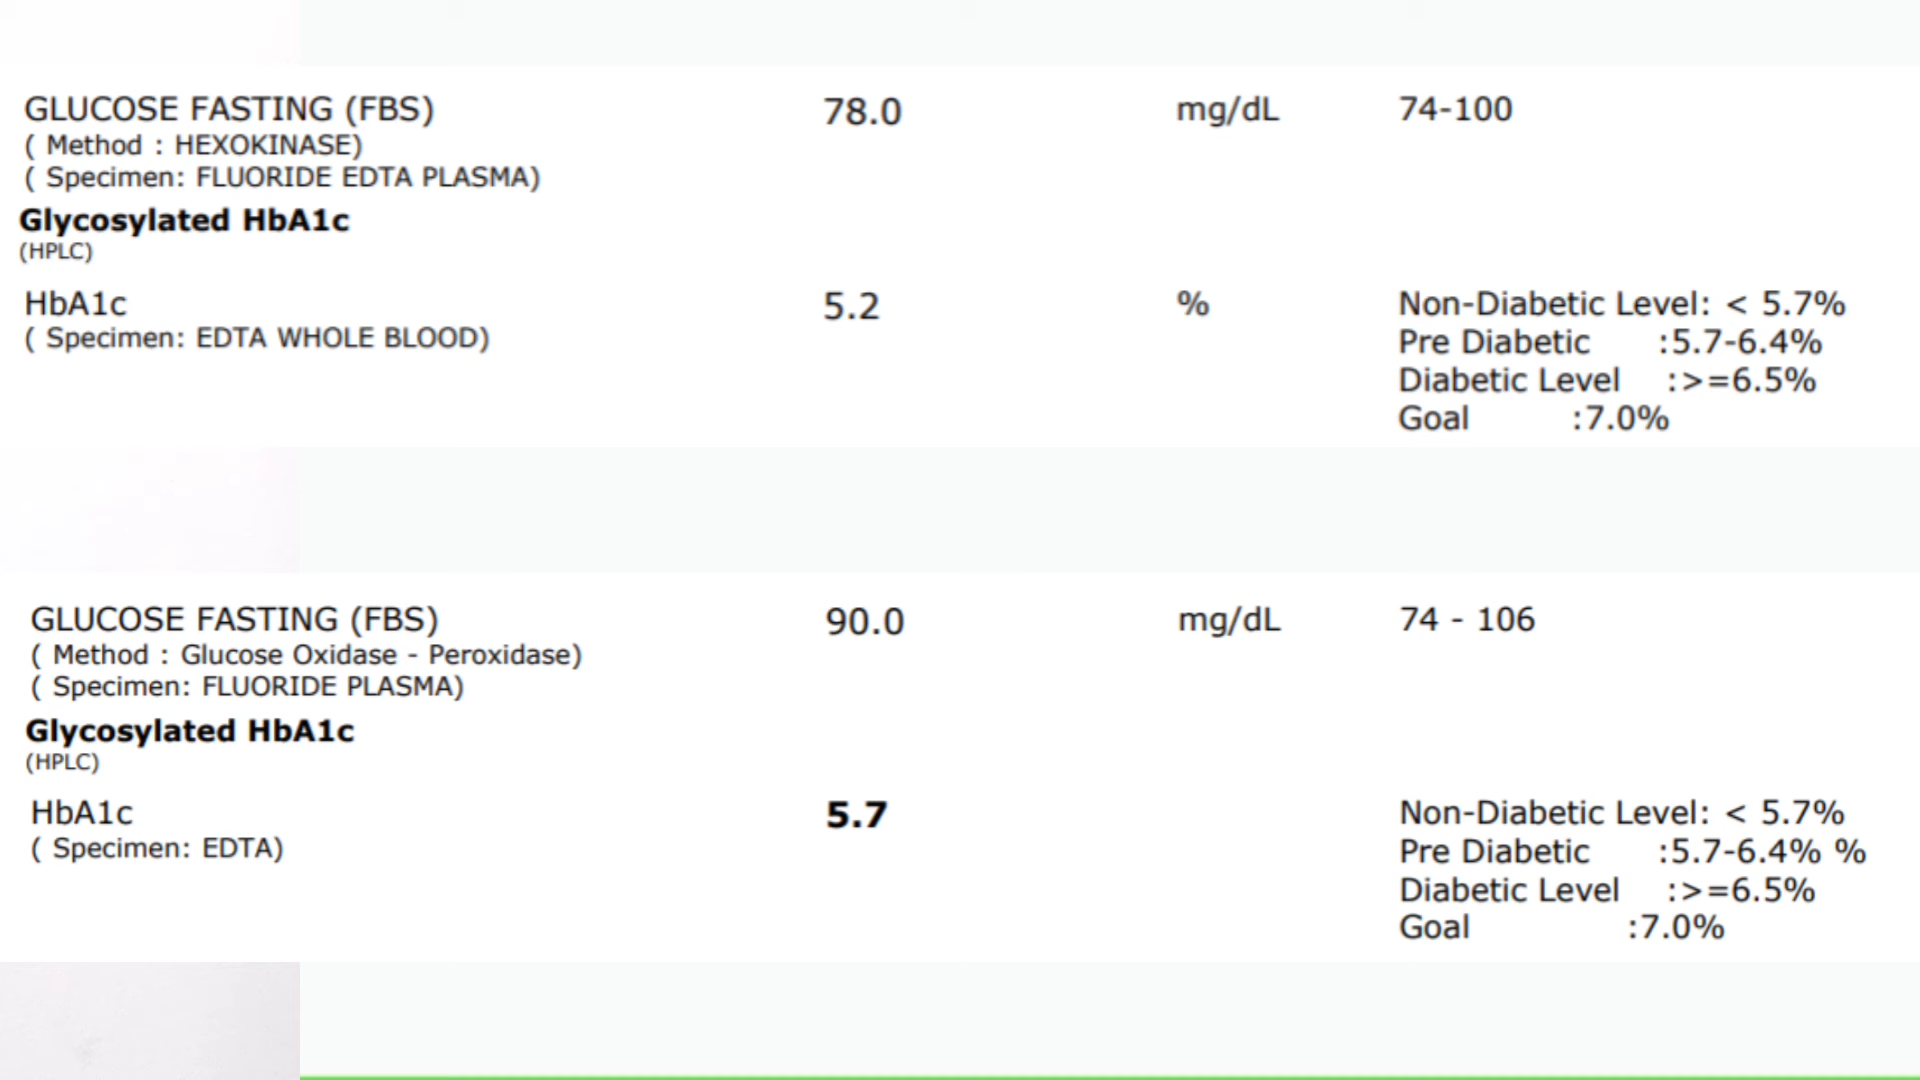 GLUCOSE FASTING (FBS) 78.0 mg/dL 74-100
( Method : HEXOKINASE)
( Specimen: FLUORIDE EDTA PLASMA)
Glycosylated HbA1c
(HPLC)
HbA1c 5.2 % Non-Diabetic Level: < 5.7%
( Specimen: EDTA WHOLE BLOOD) Pre Diabetic :5.7-6.4%
Diabetic Level :>=6.5%
Goal :7.0%
GLUCOSE FASTING (FBS) 90.0 mg/dL 74 - 106
( Method : Glucose Oxidase - Peroxidase)
( Specimen: FLUORIDE PLASMA)
Glycosylated HbA1c
(HPLC)
HbA1c 5.7 Non-Diabetic Level: < 5.7%
( Specimen: EDTA) Pre Diabetic :5.7-6.4% %
Diabetic Level :>=6.5%
Goal :7.0%